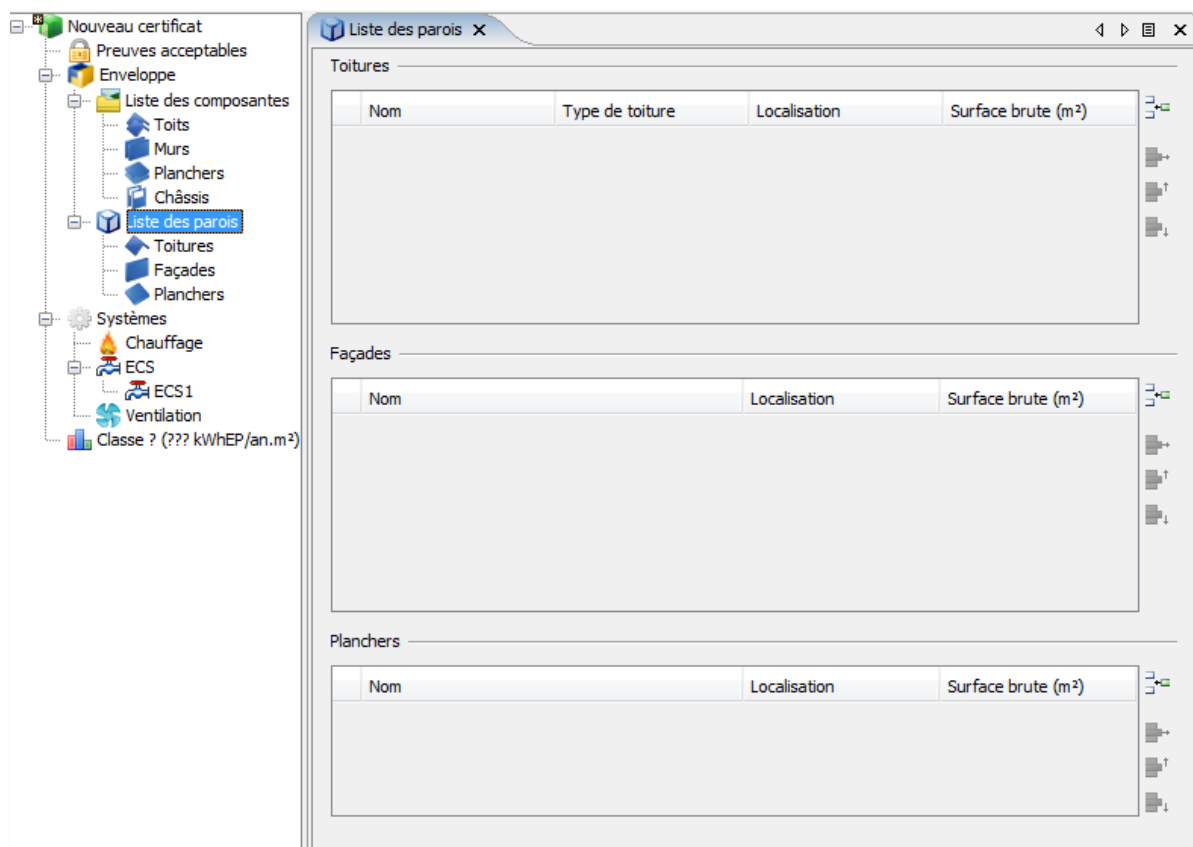 Nouveau certificat
Preuves acceptables
Enveloppe
Liste des composantes
Toits
Murs
Planchers
Châssis
Liste des parois
Toitures
Façades
Planchers
Systèmes
Chauffage
ECS
ECS1
Ventilation
Classe ? (??? kWhEP/an.m²)
Liste des parois
Toitures
Nom Type de toiture Localisation Surface brute (m²)
Façades
Nom Localisation Surface brute (m²)
Planchers
Nom Localisation Surface brute (m²)